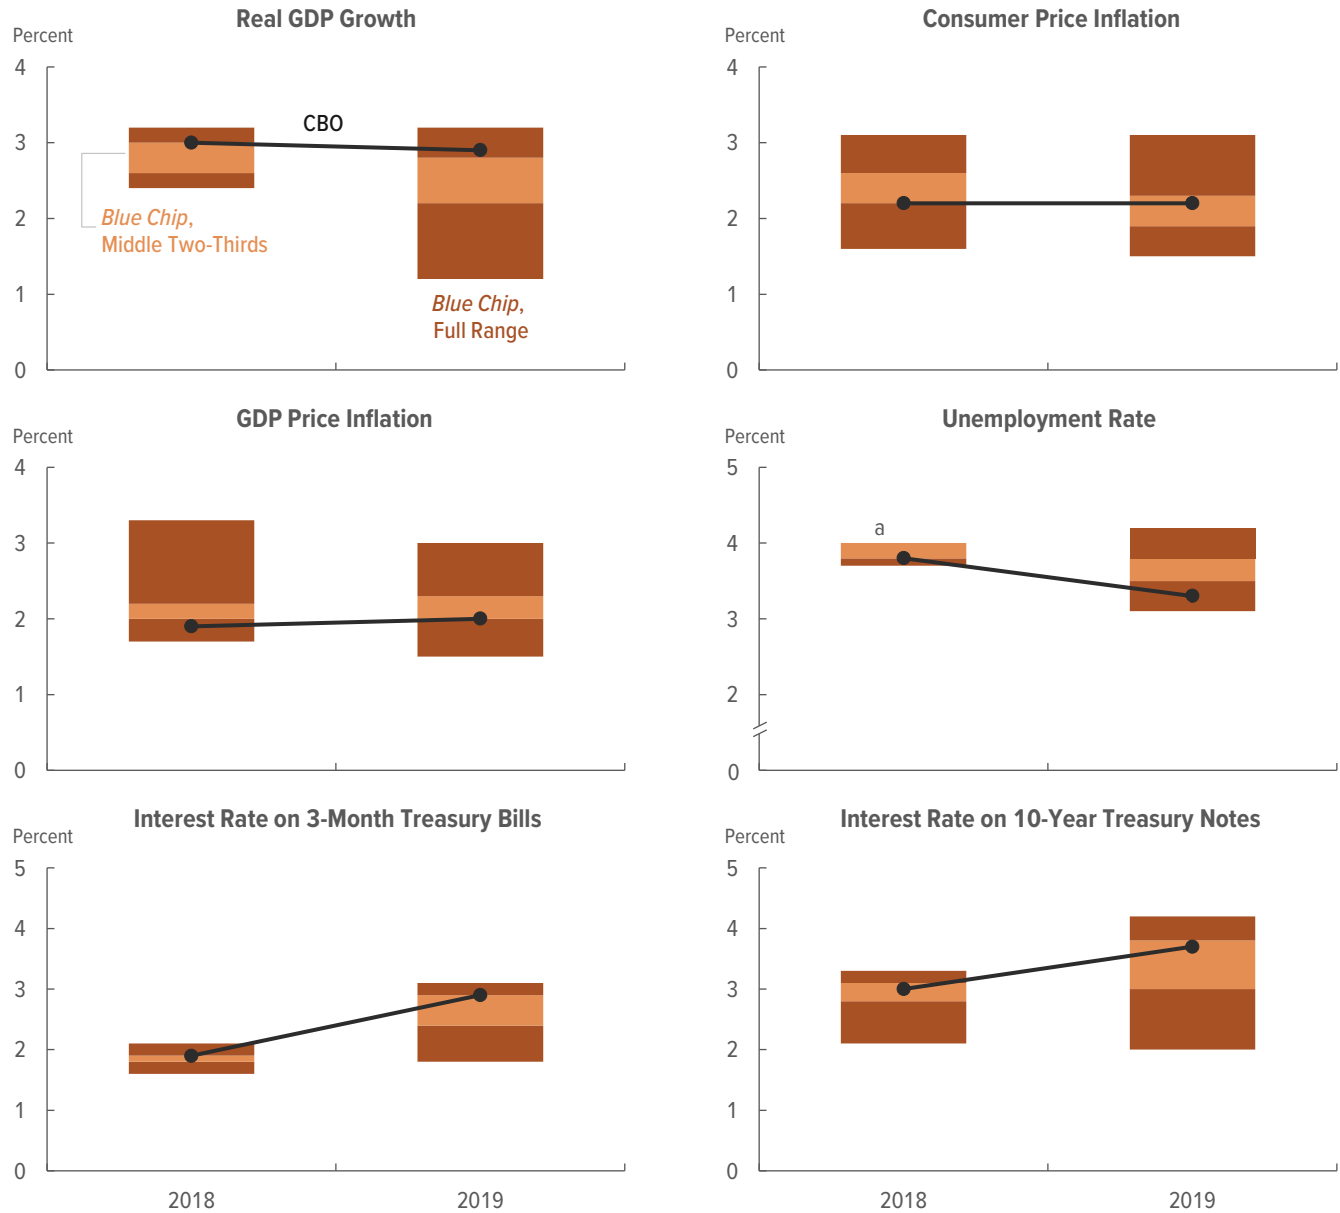 Real GDP Growth
Percent
4
3
2
1
0
CBO
Blue Chip,
Middle Two-Thirds
Blue Chip,
Full Range
Consumer Price Inflation
Percent
4
3
2
1
0
GDP Price Inflation
Percent
4
3
2
1
0
Unemployment Rate
Percent
5
4
3
2
0
a
Interest Rate on 3-Month Treasury Bills
Percent
5
4
3
2
1
0
2018
2019
Interest Rate on 10-Year Treasury Notes
Percent
5
4
3
2
1
0
2018
2019